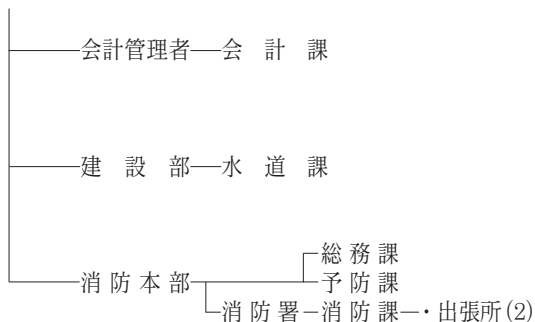 会計管理者 会計課
建設部 水道課
総務課
消防本部 予防課
消防署 消防課 ・出張所(2)